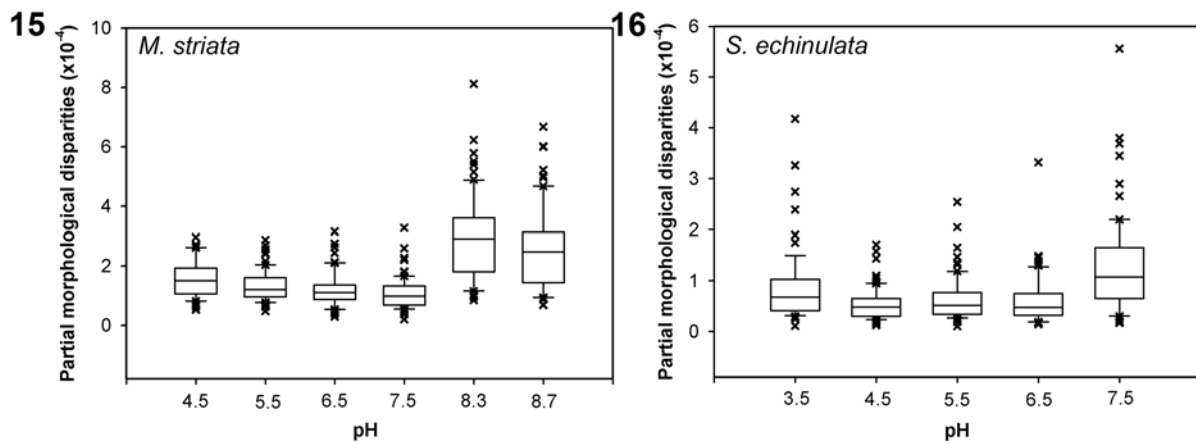 15
M. striata
Partial morphological disparities (x10⁻⁴)
10
8
6
4
2
0
4.5 5.5 6.5 7.5 8.3 8.7
pH
16
S. echinulata
Partial morphological disparities (x10⁻⁴)
6
5
4
3
2
1
0
3.5 4.5 5.5 6.5 7.5
pH